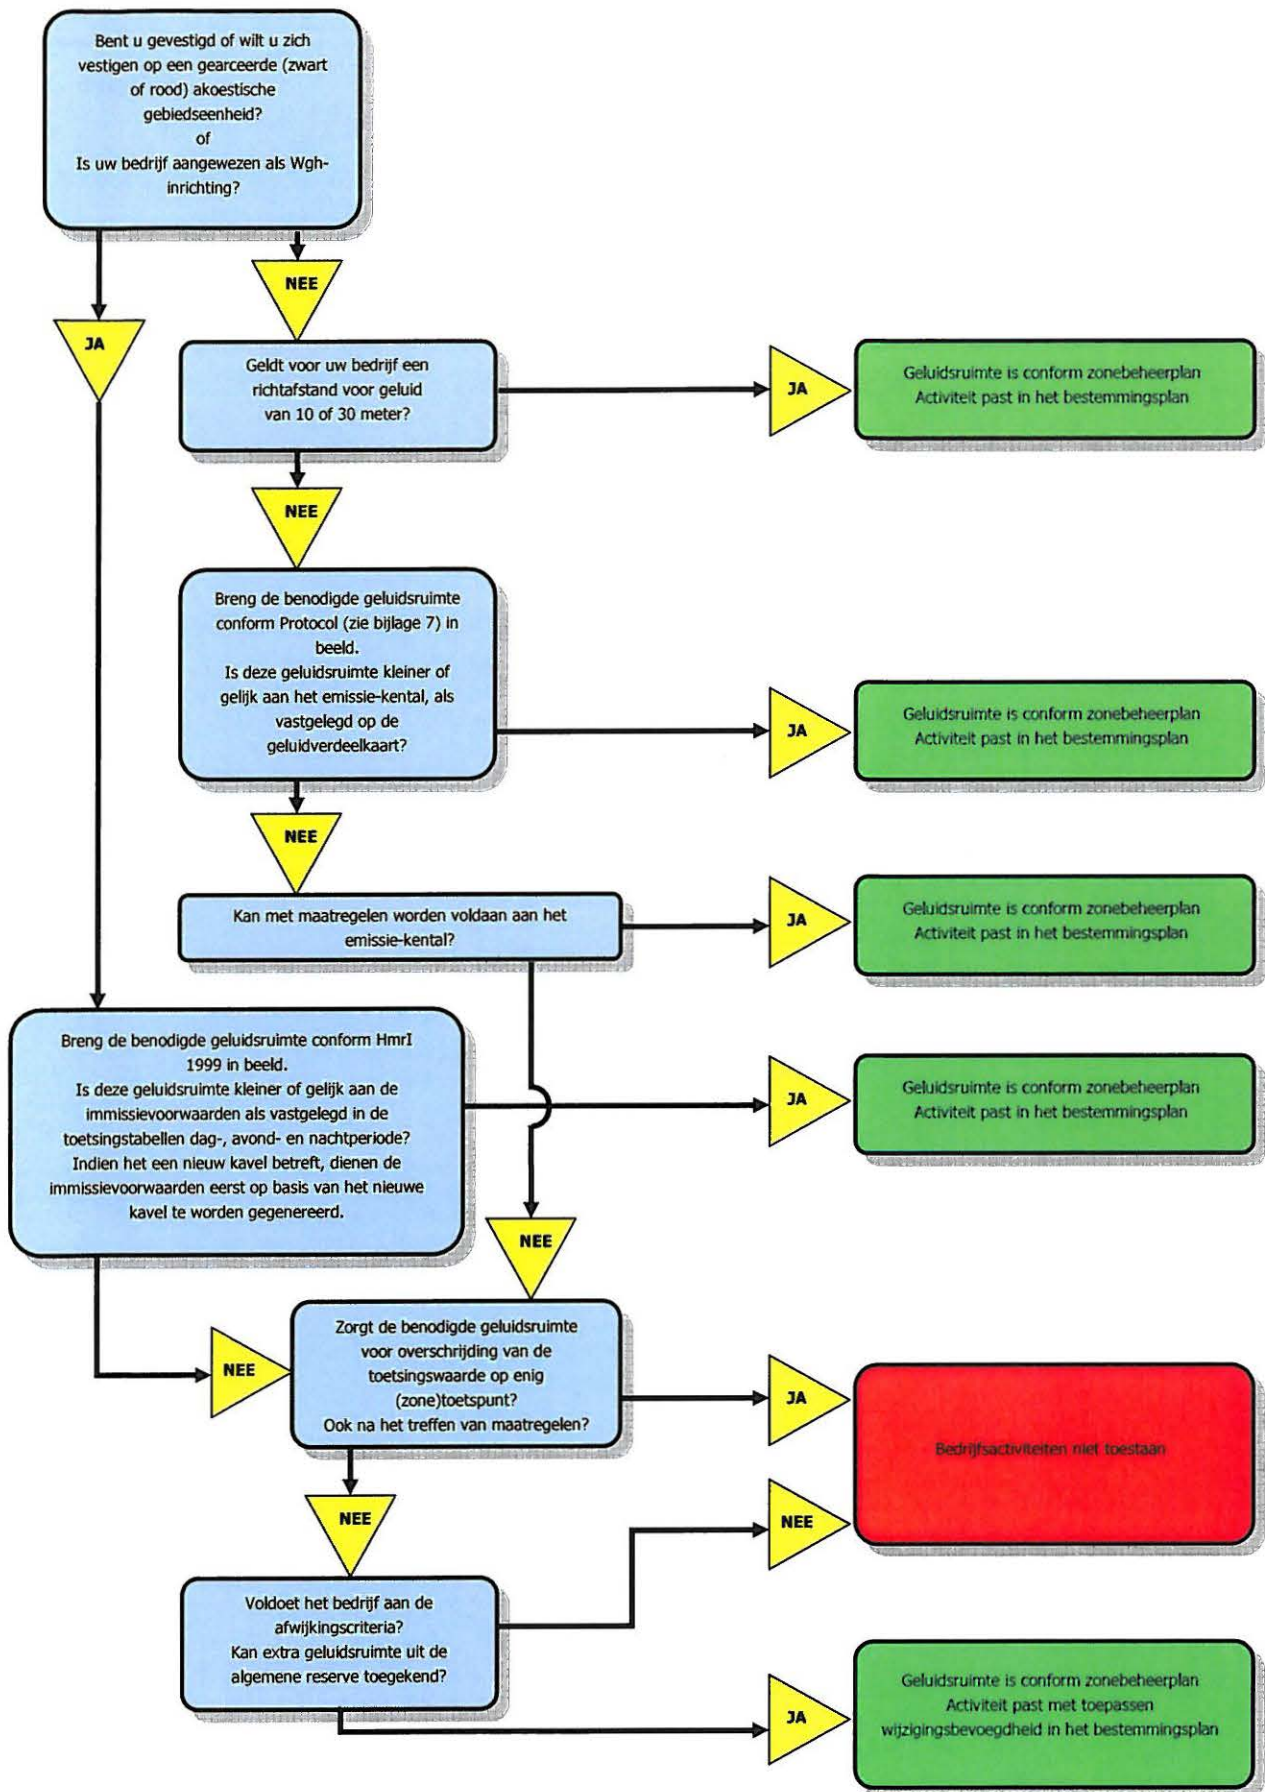 Bent u gevestigd of wilt u zich
vestigen op een gearceerde (zwart
of rood) akoestische
gebiedseenheid?
of
Is uw bedrijf aangewezen als Wgh-
inrichting?
NEE
JA
Geldt voor uw bedrijf een
richtafstand voor geluid
van 10 of 30 meter?
JA
Geluidsruimte is conform zonebeheerplan
Activiteit past in het bestemmingsplan
NEE
Breng de benodigde geluidsruimte
conform Protocol (zie bijlage 7) in
beeld.
Is deze geluidsruimte kleiner of
gelijk aan het emissie-kental, als
vastgelegd op de
geluidverdeelkaart?
JA
Geluidsruimte is conform zonebeheerplan
Activiteit past in het bestemmingsplan
NEE
Kan met maatregelen worden voldaan aan het
emissie-kental?
JA
Geluidsruimte is conform zonebeheerplan
Activiteit past in het bestemmingsplan
Breng de benodigde geluidsruimte conform HmrI
1999 in beeld.
Is deze geluidsruimte kleiner of gelijk aan de
immissievoorwaarden als vastgelegd in de
toetsingstabellen dag-, avond- en nachtperiode?
Indien het een nieuw kavel betreft, dienen de
immissievoorwaarden eerst op basis van het nieuwe
kavel te worden gegenereerd.
JA
Geluidsruimte is conform zonebeheerplan
Activiteit past in het bestemmingsplan
NEE
NEE
Zorgt de benodigde geluidsruimte
voor overschrijding van de
toetsingswaarde op enig
(zone)toetspunt?
Ook na het treffen van maatregelen?
JA
Bedrijfsactiviteiten niet toestaan
NEE
NEE
Voldoet het bedrijf aan de
afwijkingscriteria?
Kan extra geluidsruimte uit de
algemene reserve toegekend?
JA
Geluidsruimte is conform zonebeheerplan
Activiteit past met toepassen
wijzigingsbevoegdheid in het bestemmingsplan